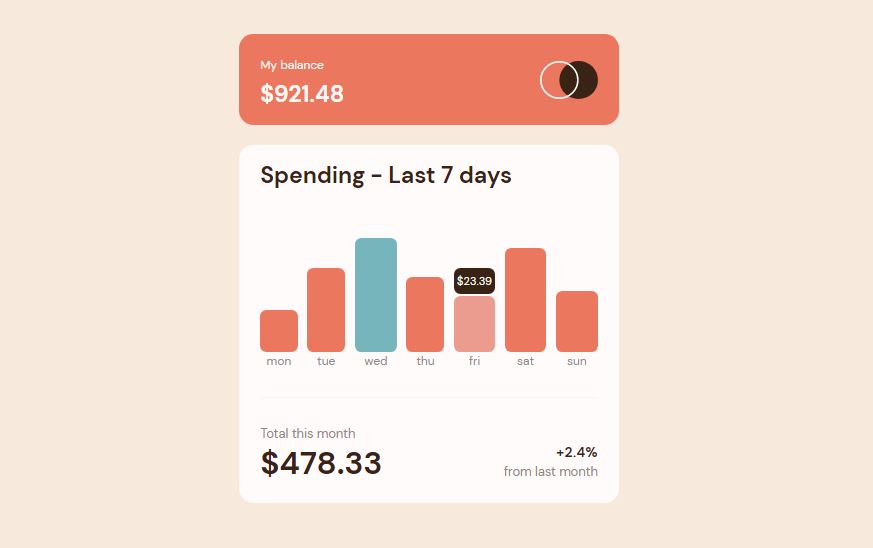 My balance
$921.48
Spending - Last 7 days
$23.39
mon tue wed thu fri sat sun
Total this month
$478.33
+2.4%
from last month